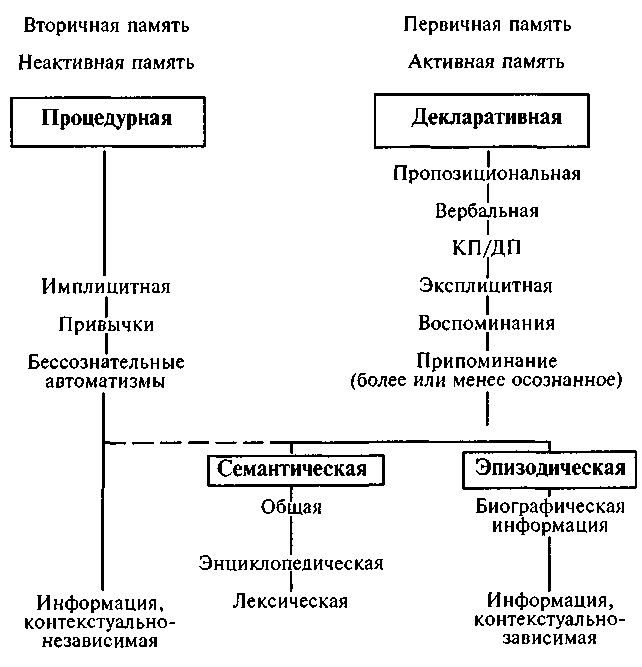 Вторичная память
Первичная память
Неактивная память
Активная память
Процедурная
Декларативная
Пропозициональная
Вербальная
КП/ДП
Имплицитная
Эксплицитная
Привычки
Воспоминания
Бессознательные
автоматизмы
Припоминание
(более или менее осознанное)
Семантическая
Эпизодическая
Общая
Биографическая
информация
Энциклопедическая
Лексическая
Информация,
контекстуально-
независимая
Информация,
контекстуально-
зависимая